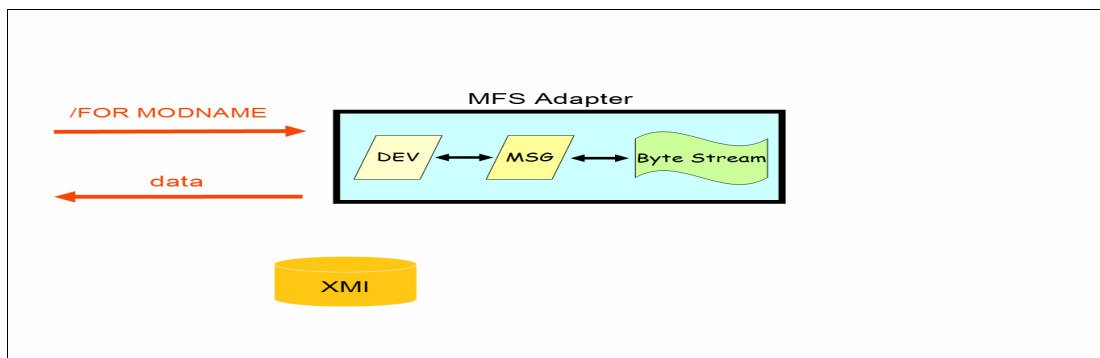 MFS Adapter
/FOR MODNAME
DEV
MSG
Byte Stream
data
XMI